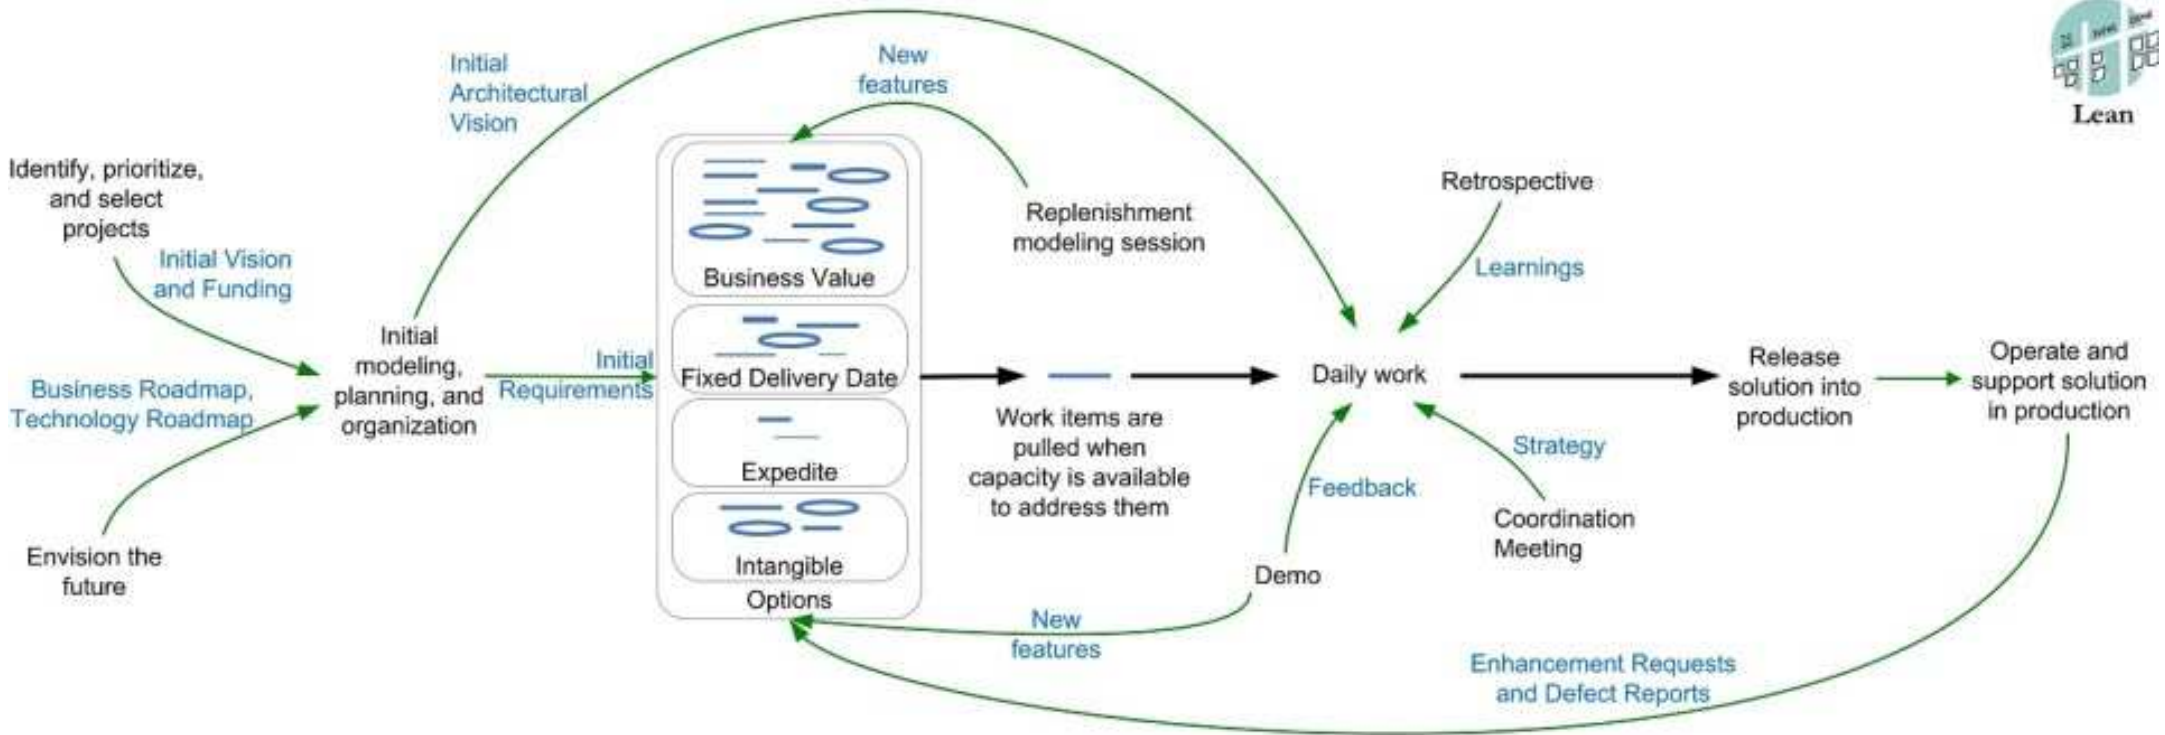 Initial
Architectural
Vision
New
features
Lean
Identify, prioritize,
and select
projects
Initial Vision
and Funding
Replenishment
modeling session
Retrospective
Learnings
Business Value
Initial
modeling,
planning, and
organization
Initial
Requirements
Business Roadmap,
Technology Roadmap
Fixed Delivery Date
Daily work
Release
solution into
production
Operate and
support solution
in production
Work items are
pulled when
capacity is available
to address them
Expedite
Strategy
Feedback
Coordination
Meeting
Envision the
future
Intangible
Options
Demo
New
features
Enhancement Requests
and Defect Reports